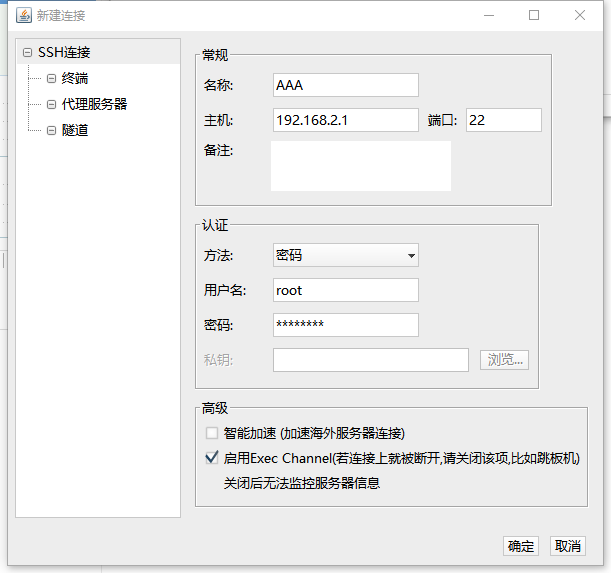 新建连接
SSH连接
终端
代理服务器
隧道
常规
名称: AAA
主机: 192.168.2.1 端口: 22
备注:
认证
方法: 密码
用户名: root
密码: ********
私钥: 浏览...
高级
智能加速 (加速海外服务器连接)
启用Exec Channel(若连接上就被断开,请关闭该项,比如跳板机)
关闭后无法监控服务器信息
确定 取消